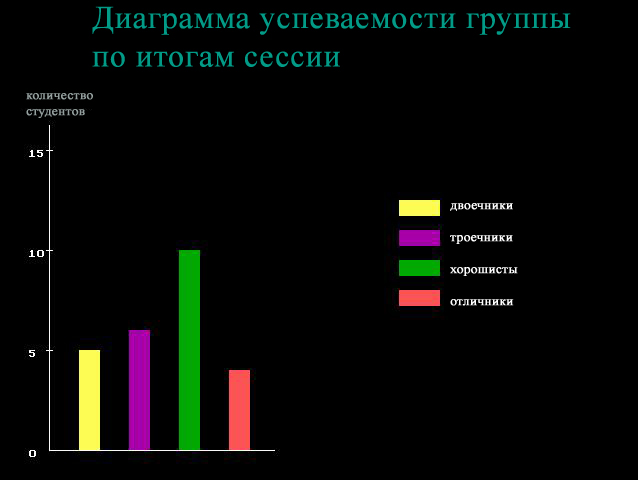 Диаграмма успеваемости группы
по итогам сессии
количество
студентов
15
10
5
0
двоечники
троечники
хорошисты
отличники